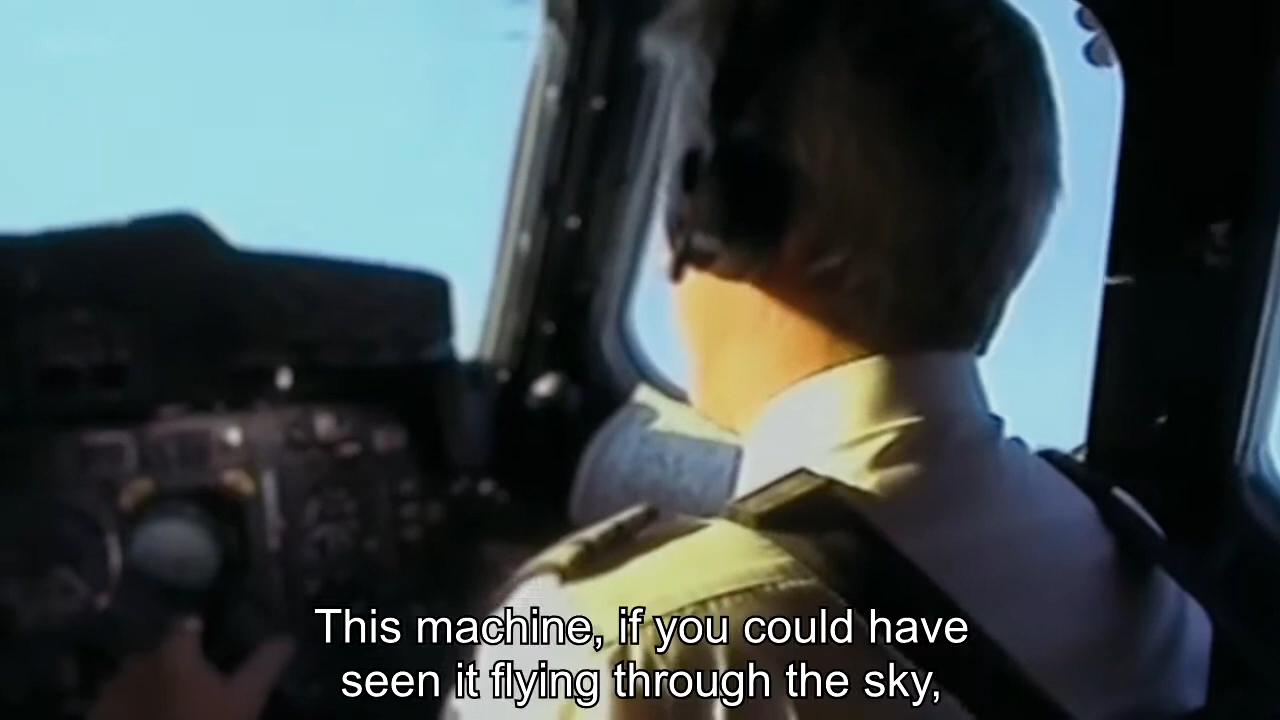 This machine, if you could have
seen it flying through the sky,